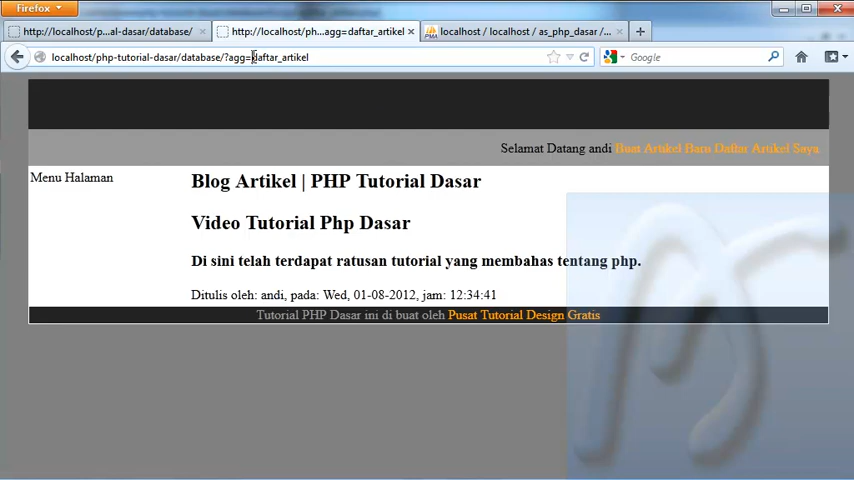 Firefox
http://localhost/p...al-dasar/database/
http://localhost/ph...agg=daftar_artikel
localhost / localhost / as_php_dasar /...
localhost/php-tutorial-dasar/database/?agg=daftar_artikel
Google
Selamat Datang andi Buat Artikel Baru Daftar Artikel Saya
Menu Halaman
Blog Artikel | PHP Tutorial Dasar
Video Tutorial Php Dasar
Di sini telah terdapat ratusan tutorial yang membahas tentang php.
Ditulis oleh: andi, pada: Wed, 01-08-2012, jam: 12:34:41
Tutorial PHP Dasar ini di buat oleh Pusat Tutorial Design Gratis